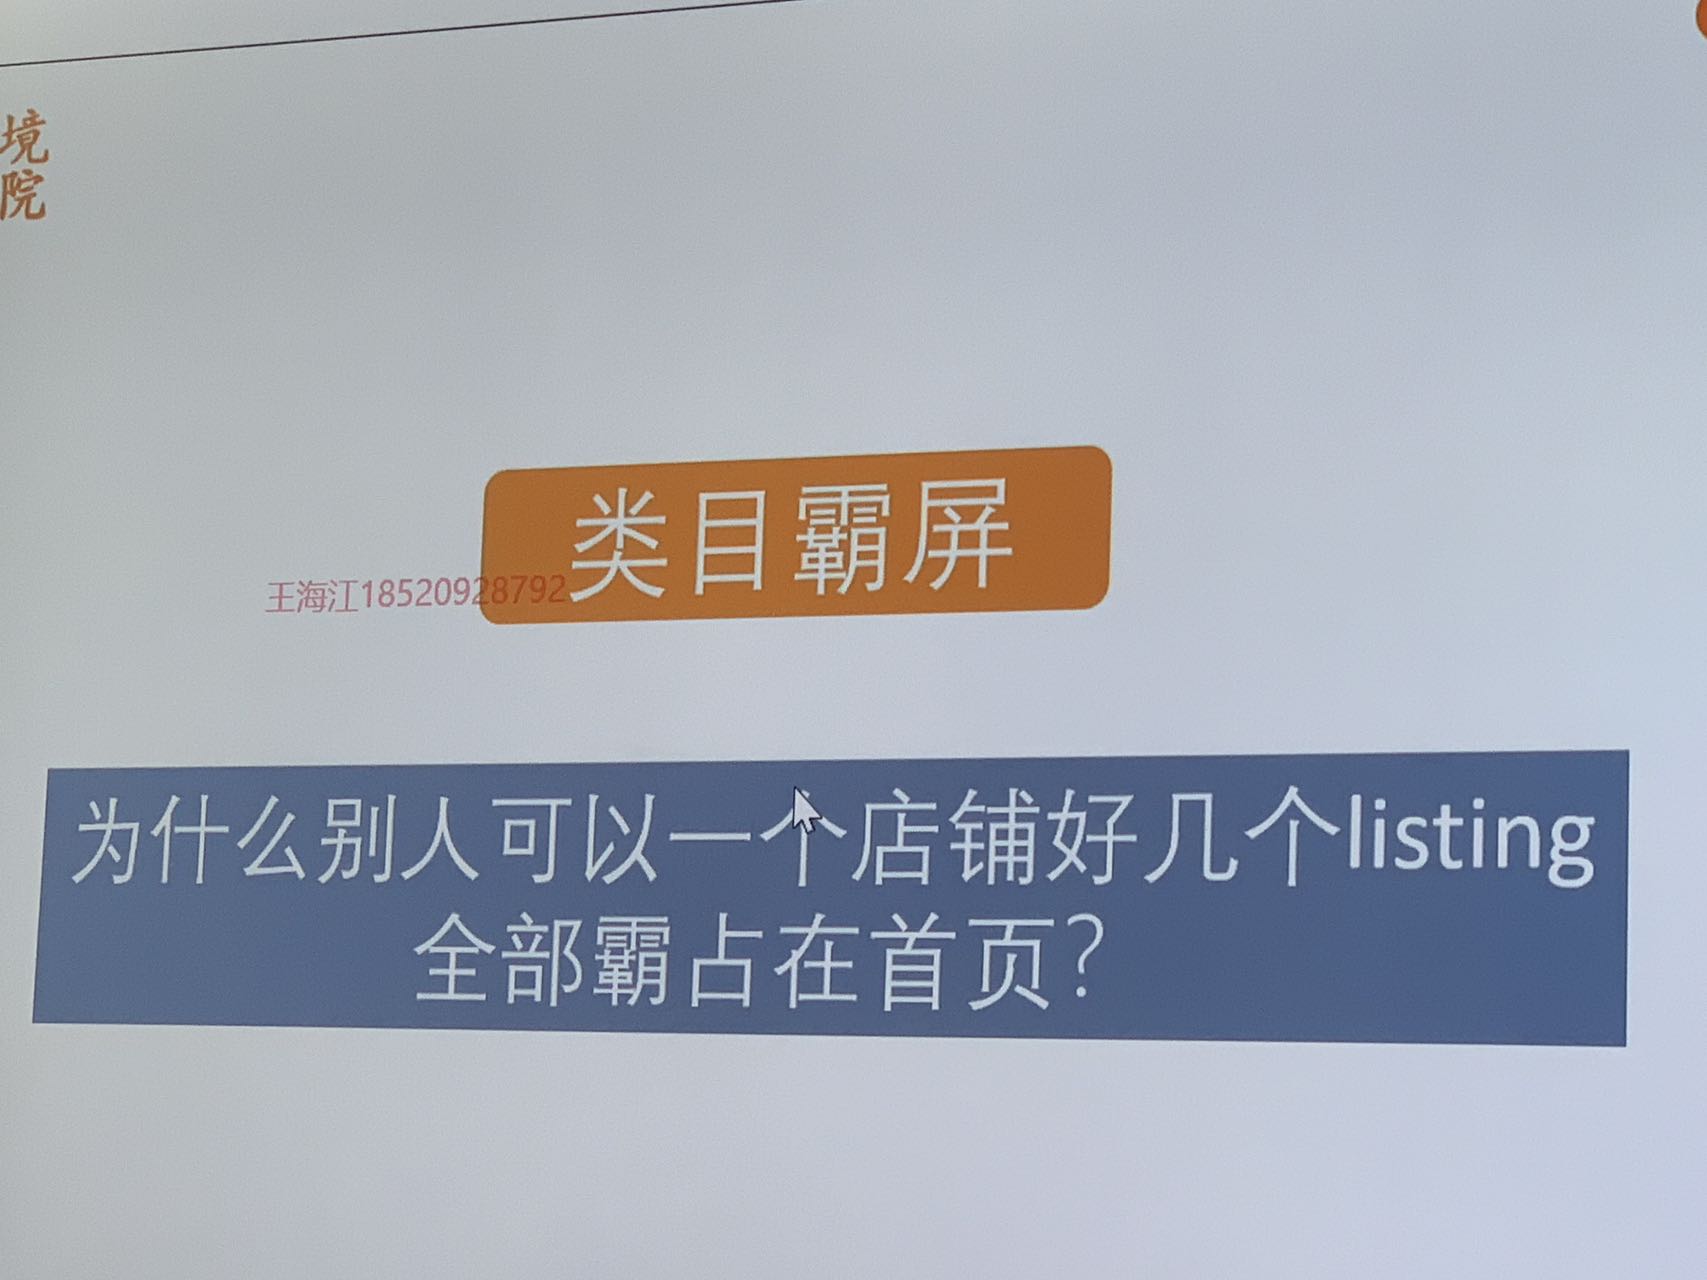 境
院
类目霸屏
王海江18520928792
为什么别人可以一个店铺好几个listing
全部霸占在首页？